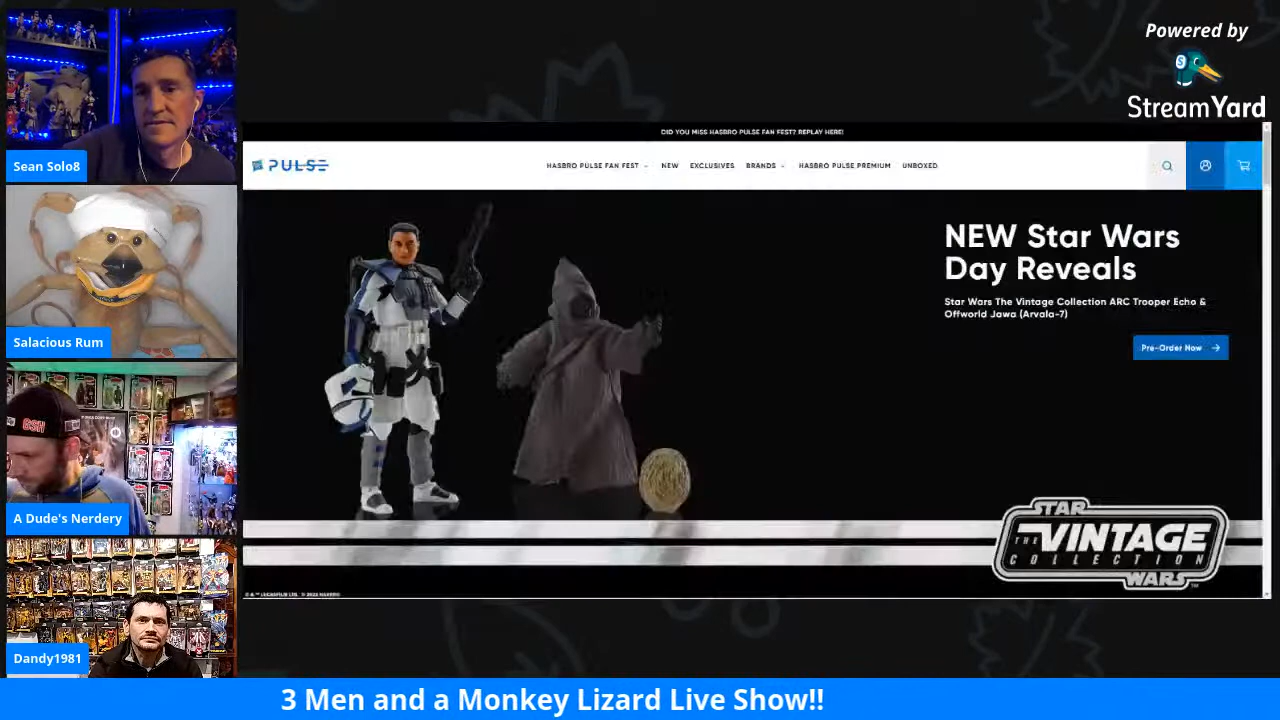 Powered by
StreamYard
Sean Solo8
Salacious Rum
GSH
A Dude's Nerdery
Dandy1981
DID YOU MISS HASBRO PULSE FAN FEST? REPLAY HERE!
PULSE
HASBRO PULSE FAN FEST NEW EXCLUSIVES BRANDS HASBRO PULSE PREMIUM UNBOXED
NEW Star Wars
Day Reveals
Star Wars The Vintage Collection ARC Trooper Echo &
Offworld Jawa (Arvala-7)
Pre-Order Now
STAR
THE VINTAGE
COLLECTION
WARS
3 Men and a Monkey Lizard Live Show!!